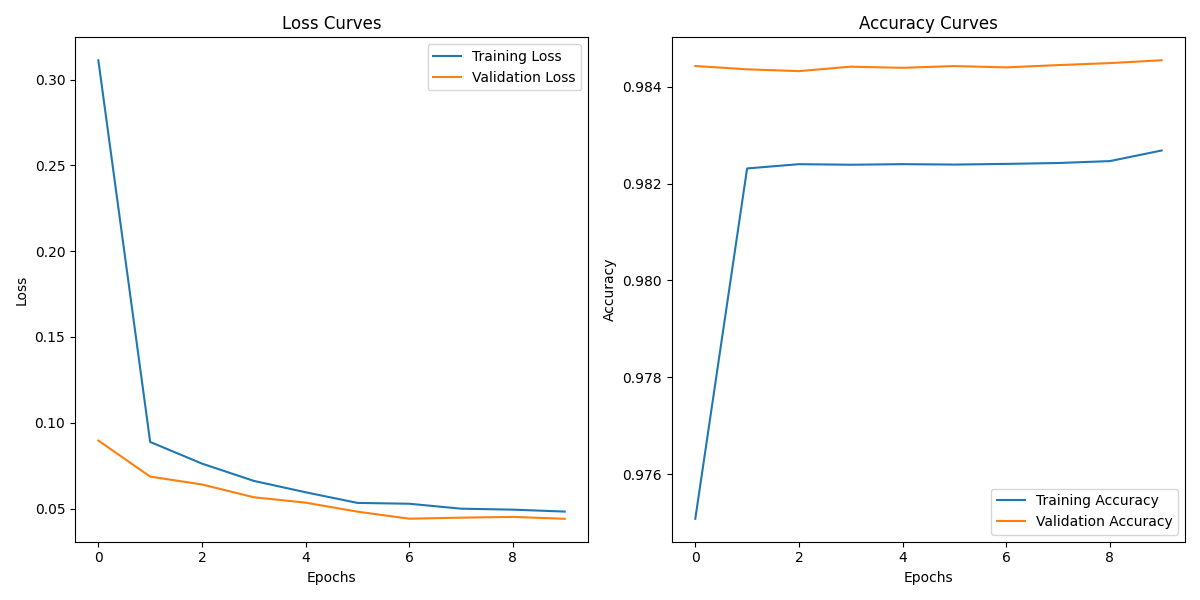 Loss Curves
Training Loss
Validation Loss
0.30
0.25
0.20
0.15
0.10
0.05
Loss
0 2 4 6 8
Epochs
Accuracy Curves
0.984
0.982
0.980
0.978
0.976
Accuracy
Training Accuracy
Validation Accuracy
0 2 4 6 8
Epochs